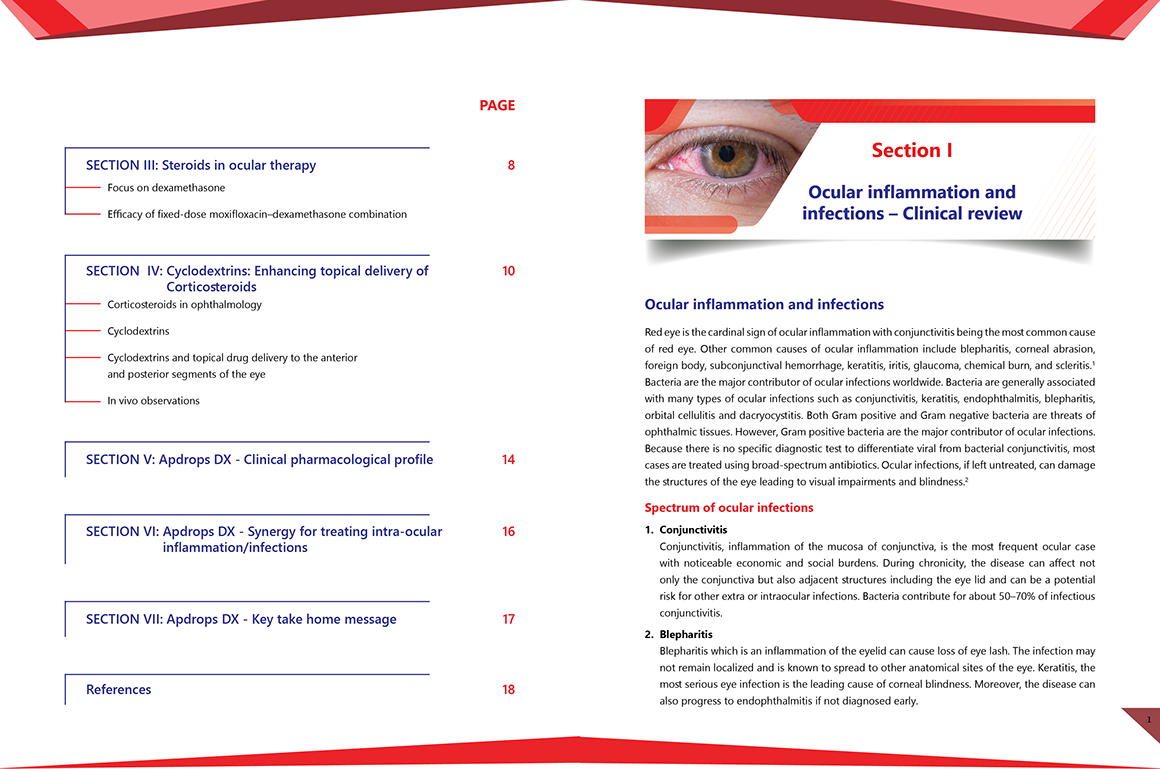 PAGE
SECTION III: Steroids in ocular therapy 8
Focus on dexamethasone
Efficacy of fixed-dose moxifloxacin–dexamethasone combination
SECTION  IV: Cyclodextrins: Enhancing topical delivery of 10
Corticosteroids
Corticosteroids in ophthalmology
Cyclodextrins
Cyclodextrins and topical drug delivery to the anterior
and posterior segments of the eye
In vivo observations
SECTION V: Apdrops DX - Clinical pharmacological profile 14
SECTION VI: Apdrops DX - Synergy for treating intra-ocular 16
inflammation/infections
SECTION VII: Apdrops DX - Key take home message 17
References 18
Section I
Ocular inflammation and
infections – Clinical review
Ocular inflammation and infections
Red eye is the cardinal sign of ocular inflammation with conjunctivitis being the most common cause
of red eye. Other common causes of ocular inflammation include blepharitis, corneal abrasion,
foreign body, subconjunctival hemorrhage, keratitis, iritis, glaucoma, chemical burn, and scleritis.¹
Bacteria are the major contributor of ocular infections worldwide. Bacteria are generally associated
with many types of ocular infections such as conjunctivitis, keratitis, endophthalmitis, blepharitis,
orbital cellulitis and dacryocystitis. Both Gram positive and Gram negative bacteria are threats of
ophthalmic tissues. However, Gram positive bacteria are the major contributor of ocular infections.
Because there is no specific diagnostic test to differentiate viral from bacterial conjunctivitis, most
cases are treated using broad-spectrum antibiotics. Ocular infections, if left untreated, can damage
the structures of the eye leading to visual impairments and blindness.²
Spectrum of ocular infections
1. Conjunctivitis
Conjunctivitis, inflammation of the mucosa of conjunctiva, is the most frequent ocular case
with noticeable economic and social burdens. During chronicity, the disease can affect not
only the conjunctiva but also adjacent structures including the eye lid and can be a potential
risk for other extra or intraocular infections. Bacteria contribute for about 50–70% of infectious
conjunctivitis.
2. Blepharitis
Blepharitis which is an inflammation of the eyelid can cause loss of eye lash. The infection may
not remain localized and is known to spread to other anatomical sites of the eye. Keratitis, the
most serious eye infection is the leading cause of corneal blindness. Moreover, the disease can
also progress to endophthalmitis if not diagnosed early.
1